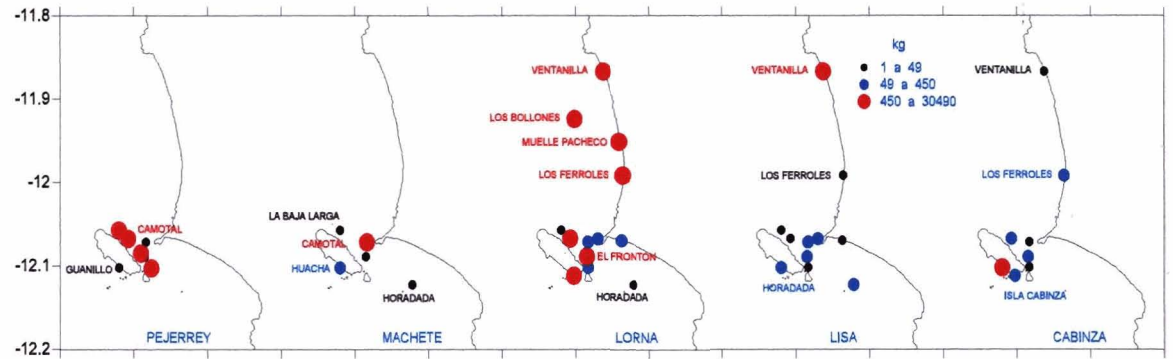 -11.8
-11.9
-12
-12.1
-12.2
CAMOTAL
GUANILLO
PEJERREY
LA BAJA LARGA
CAMOTAL
HUACHA
HORADADA
MACHETE
VENTANILLA
LOS BOLLONES
MUELLE PACHECO
LOS FERROLES
EL FRONTON
HORADADA
LORNA
VENTANILLA
LOS FERROLES
HORADADA
LISA
kg
1 a 49
49 a 450
450 a 30490
VENTANILLA
LOS FERROLES
ISLA CABINZA
CABINZA